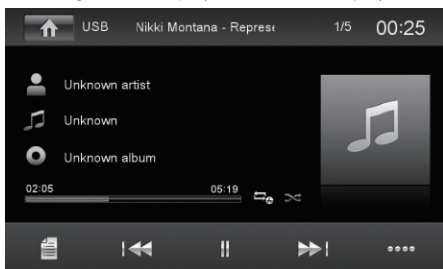 USB Nikki Montana - Represe 1/5 00:25
Unknown artist
Unknown
Unknown album
02:05 05:19